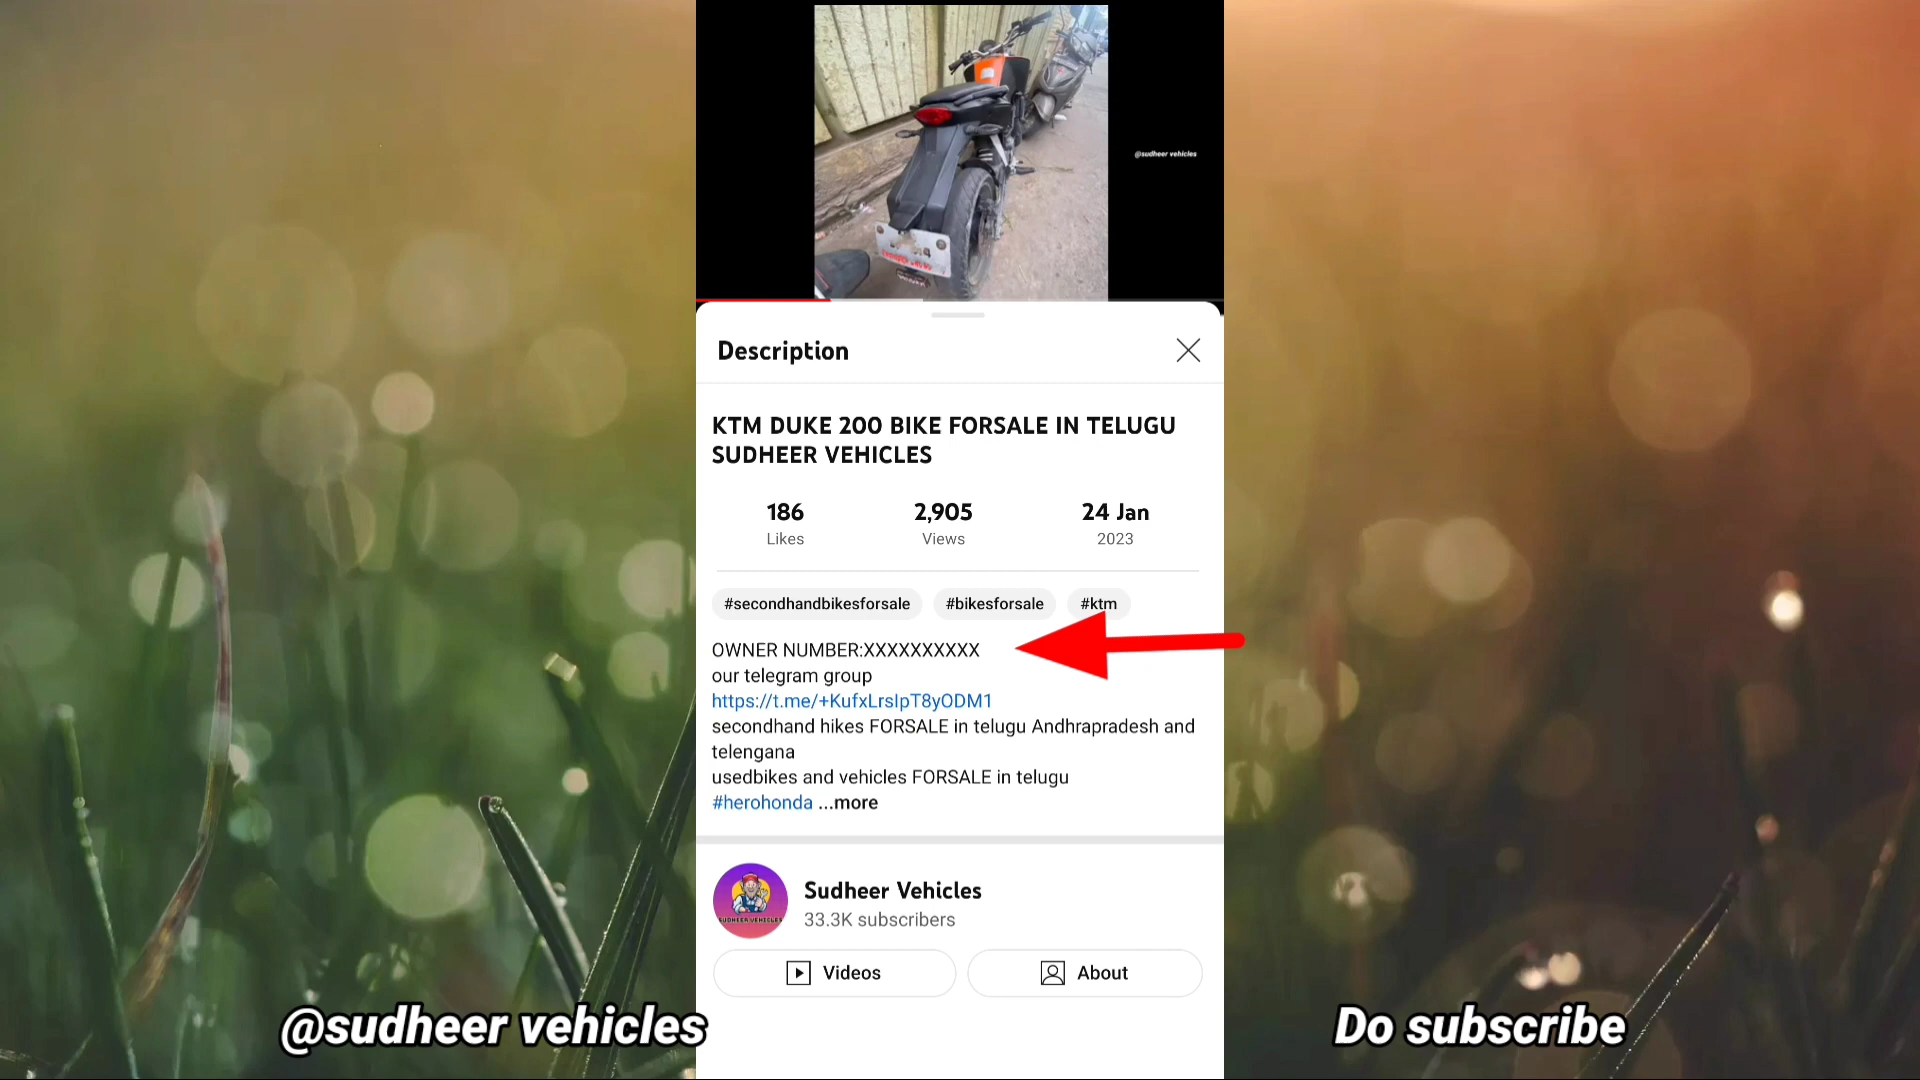 @sudheer vehicles
Description
KTM DUKE 200 BIKE FORSALE IN TELUGU
SUDHEER VEHICLES
186
Likes
2,905
Views
24 Jan
2023
#secondhandbikesforsale
#bikesforsale
#ktm
OWNER NUMBER:XXXXXXXXXX
our telegram group
https://t.me/+KufxLrsIpT8yODM1
secondhand hikes FORSALE in telugu Andhrapradesh and
telengana
usedbikes and vehicles FORSALE in telugu
#herohonda ...more
SUDHEER VEHICLES
Sudheer Vehicles
33.3K subscribers
Videos
About
@sudheer vehicles
Do subscribe